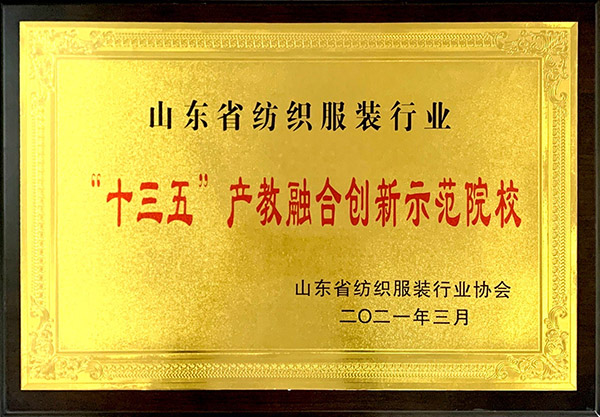 山东省纺织服装行业
“十三五”产教融合创新示范院校
山东省纺织服装行业协会
二〇二一年三月